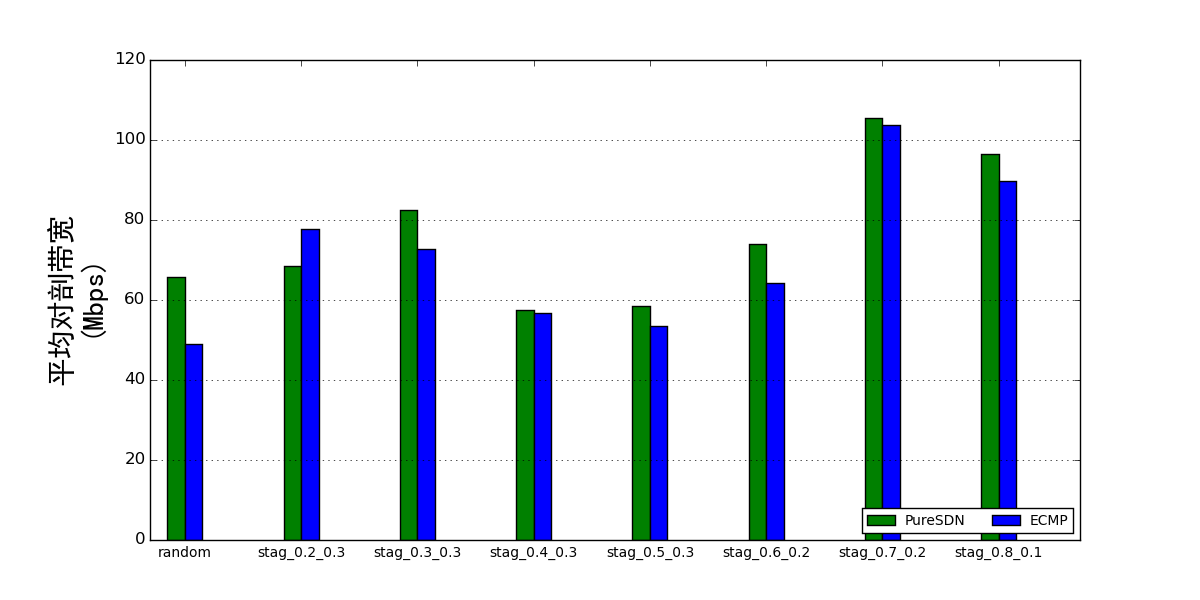 平均对剖带宽
(Mbps)
120
100
80
60
40
20
0
random stag_0.2_0.3 stag_0.3_0.3 stag_0.4_0.3 stag_0.5_0.3 stag_0.6_0.2 stag_0.7_0.2 stag_0.8_0.1
PureSDN ECMP